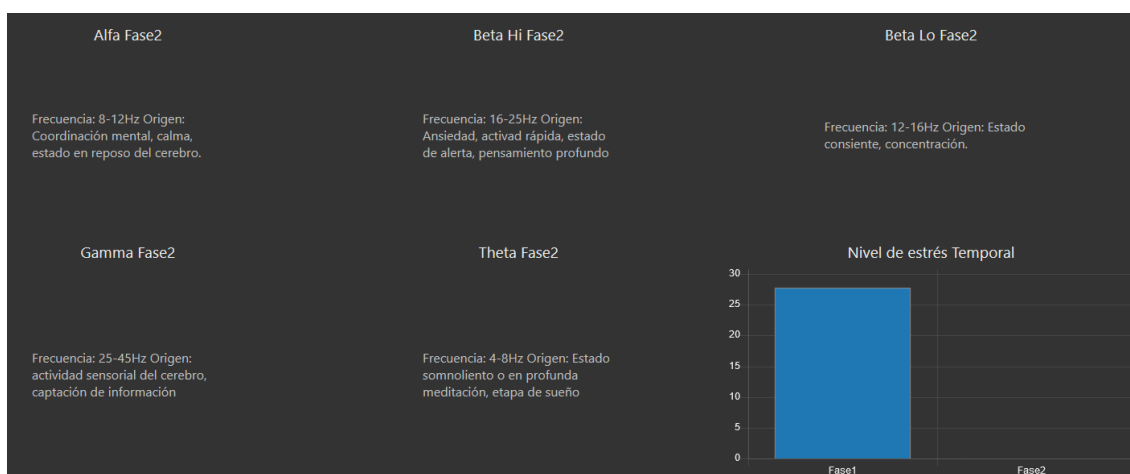 Alfa Fase2
Beta Hi Fase2
Beta Lo Fase2
Frecuencia: 8-12Hz Origen:
Coordinación mental, calma,
estado en reposo del cerebro.
Frecuencia: 16-25Hz Origen:
Ansiedad, activad rápida, estado
de alerta, pensamiento profundo
Frecuencia: 12-16Hz Origen: Estado
consiente, concentración.
Gamma Fase2
Theta Fase2
Nivel de estrés Temporal
Frecuencia: 25-45Hz Origen:
actividad sensorial del cerebro,
captación de información
Frecuencia: 4-8Hz Origen: Estado
somnoliento o en profunda
meditación, etapa de sueño
30
25
20
15
10
5
0
Fase1
Fase2